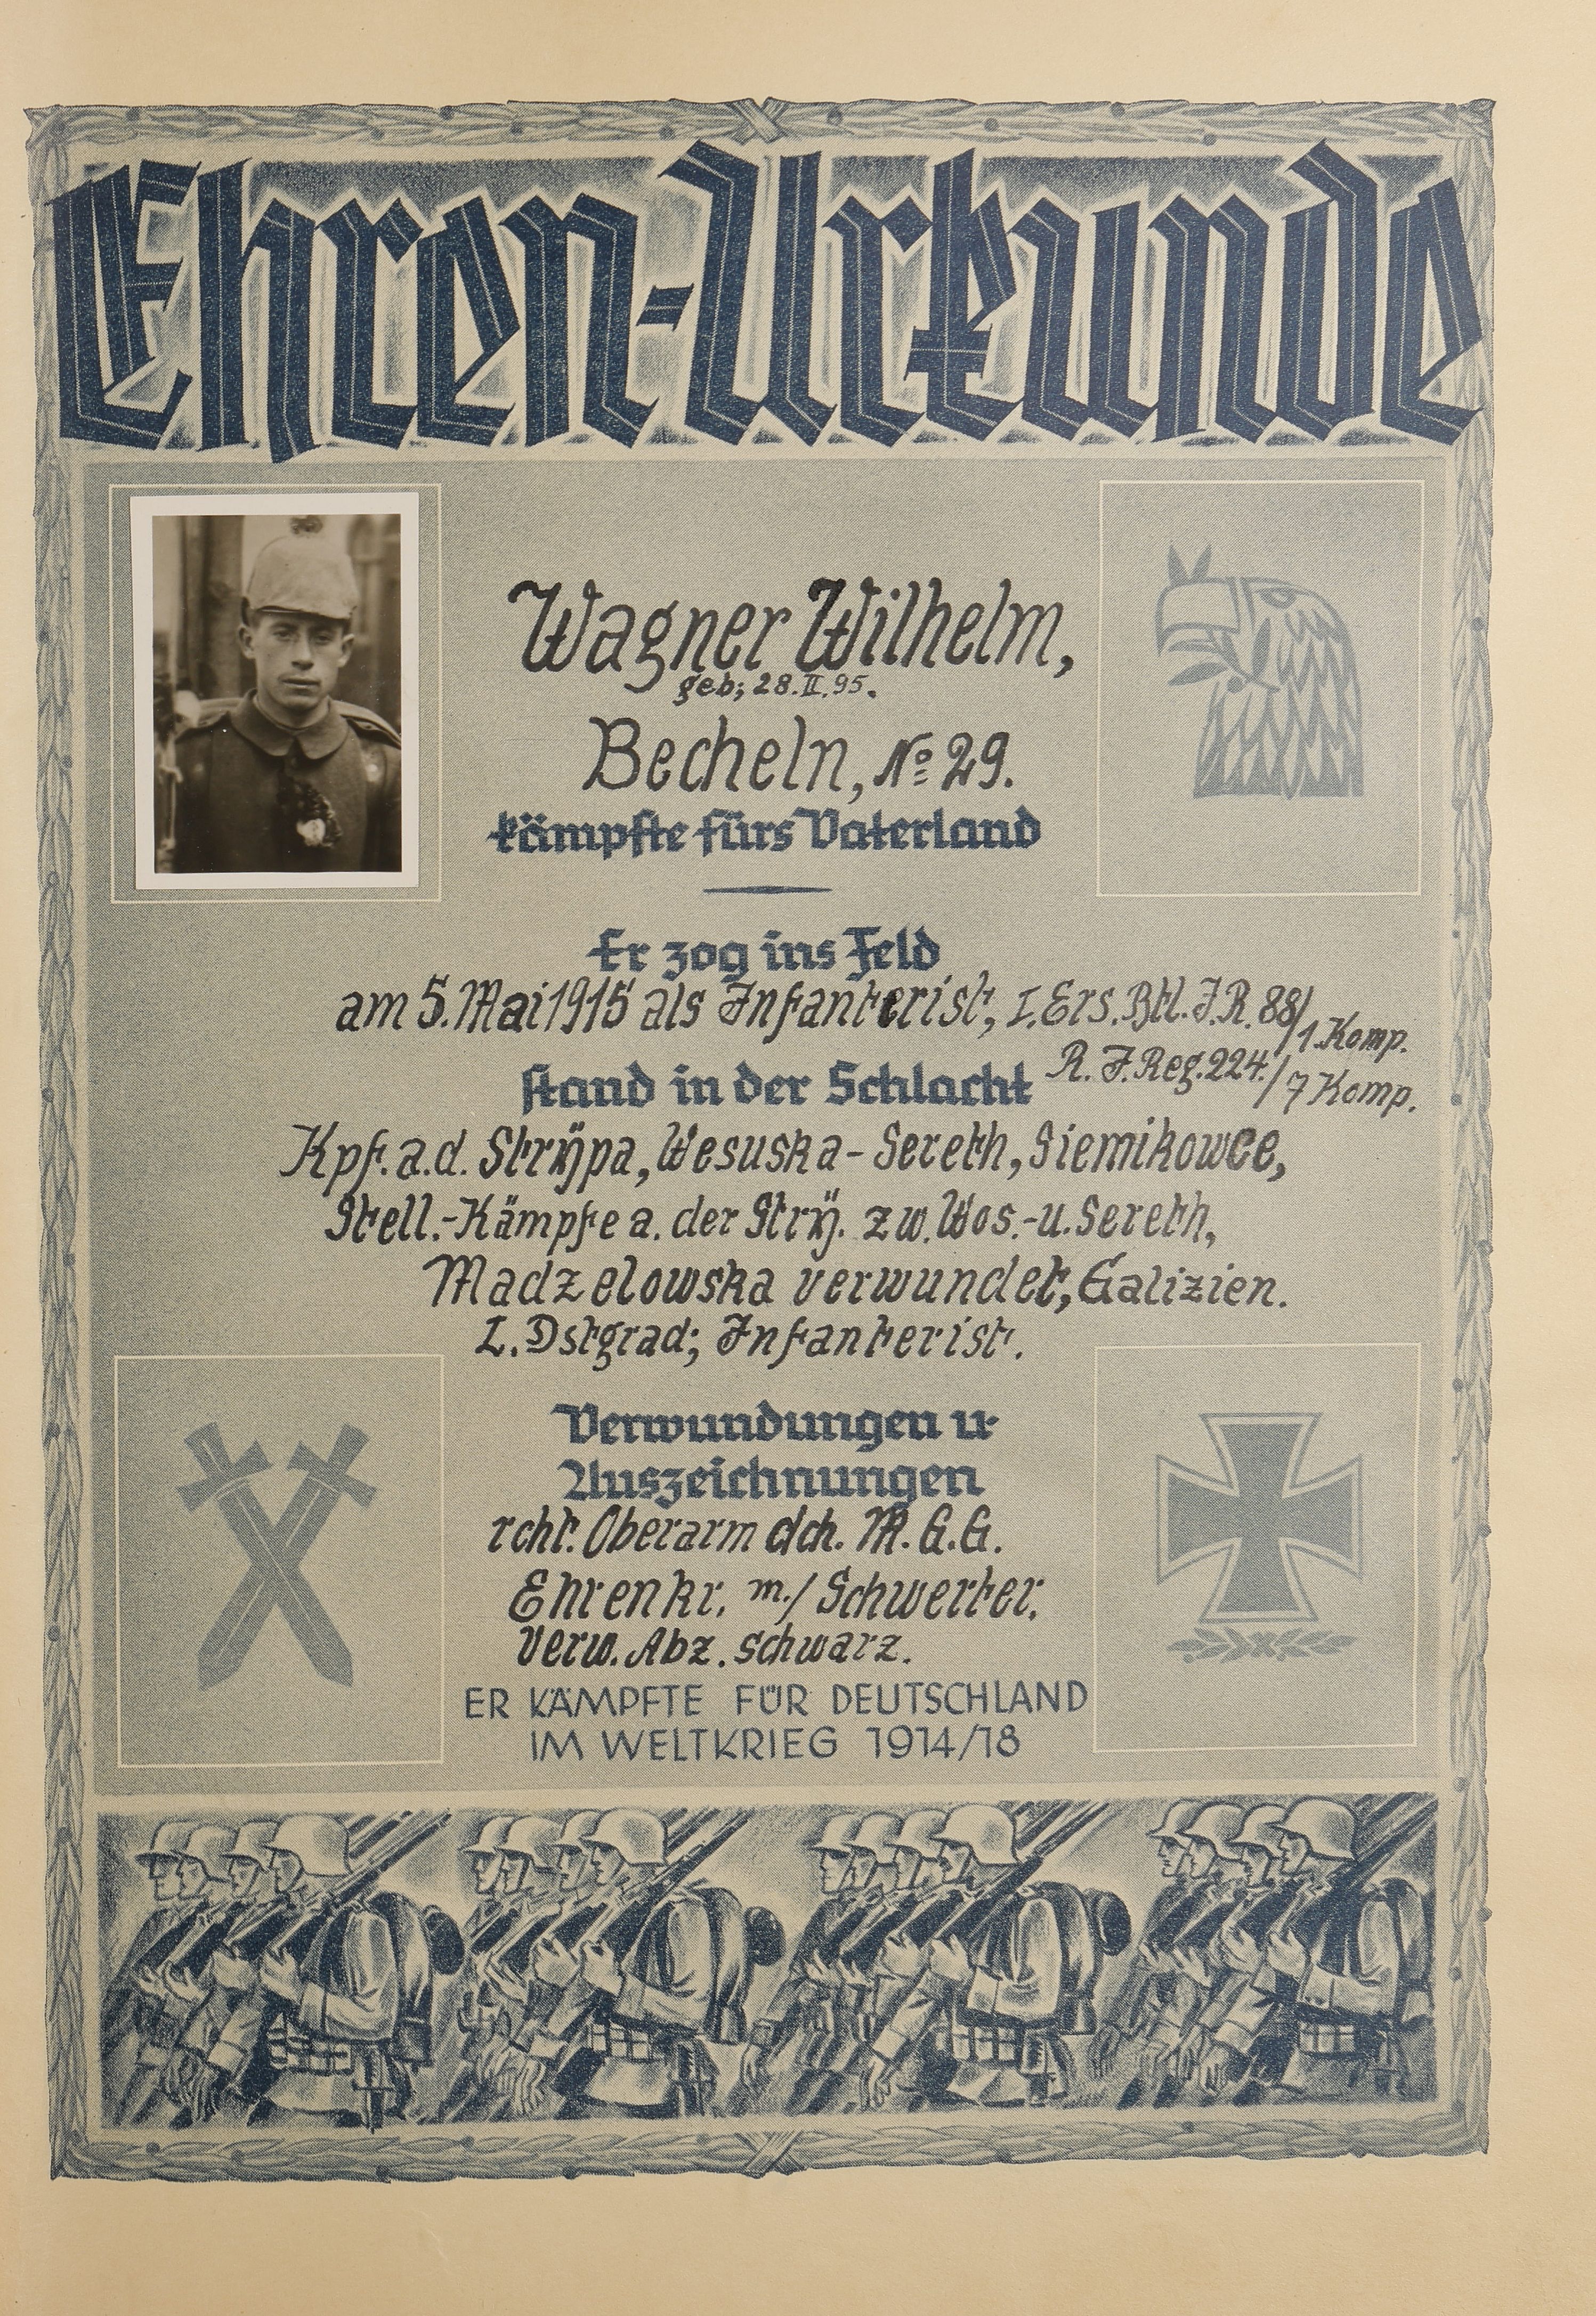 Ehren-Urkunde
Wagner Wilhelm,
geb; 28.II.95.
Becheln, No 29.
kämpfte fürs Vaterland
Er zog ins Feld
am 5. Mai 1915 als Infanterist, I. Ers. Btl. I.R. 88/1. Komp.
R. I. Reg. 224./7 Komp.
stand in der Schlacht
Kpf. a. d. Strÿpa, Wesuska - Sereth, Siemikowce,
Stell.-Kämpfe a. der Strÿ. zw. Wos.- u. Sereth,
Madzelowska verwundet, Galizien.
L. Dstgrad; Infanterist.
Verwundungen u.
Auszeichnungen
rcht. Oberarm dch. M. G. G.
Ehrenkr. m./ Schwerter.
Verw. Abz. schwarz.
ER KÄMPFTE FÜR DEUTSCHLAND
IM WELTKRIEG 1914/18